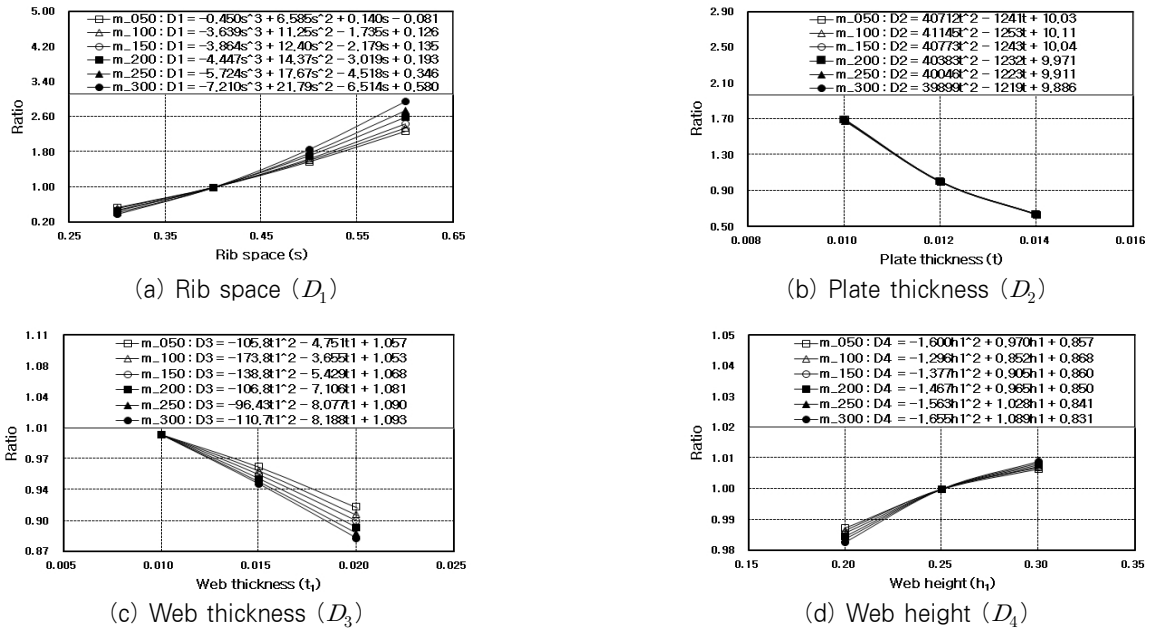 5.00
4.20
3.40
2.60
1.80
1.00
0.20
Ratio
m_050 : D1 = -0.450s^3 + 6.585s^2 + 0.140s - 0.081
m_100 : D1 = -3.639s^3 + 11.25s^2 - 1.735s + 0.126
m_150 : D1 = -3.864s^3 + 12.40s^2 - 2.179s + 0.135
m_200 : D1 = -4.447s^3 + 14.37s^2 - 3.019s + 0.193
m_250 : D1 = -5.724s^3 + 17.67s^2 - 4.518s + 0.346
m_300 : D1 = -7.210s^3 + 21.79s^2 - 6.514s + 0.580
0.25 0.35 0.45 0.55 0.65
Rib space (s)
(a) Rib space (D1)
2.90
2.50
2.10
1.70
1.30
0.90
0.50
Ratio
m_050 : D2 = 40712t^2 - 1241t + 10.03
m_100 : D2 = 41145t^2 - 1253t + 10.11
m_150 : D2 = 40773t^2 - 1243t + 10.04
m_200 : D2 = 40383t^2 - 1232t + 9.971
m_250 : D2 = 40046t^2 - 1223t + 9.911
m_300 : D2 = 39899t^2 - 1219t + 9.886
0.008 0.010 0.012 0.014 0.016
Plate thickness (t)
(b) Plate thickness (D2)
1.11
1.08
1.04
1.01
0.97
0.94
0.90
0.87
Ratio
m_050 : D3 = -105.8t1^2 - 4.751t1 + 1.057
m_100 : D3 = -173.8t1^2 - 3.655t1 + 1.053
m_150 : D3 = -138.8t1^2 - 5.429t1 + 1.068
m_200 : D3 = -106.8t1^2 - 7.106t1 + 1.081
m_250 : D3 = -96.43t1^2 - 8.077t1 + 1.090
m_300 : D3 = -110.7t1^2 - 8.188t1 + 1.093
0.005 0.010 0.015 0.020 0.025
Web thickness (t1)
(c) Web thickness (D3)
1.05
1.04
1.03
1.02
1.01
1.00
0.99
0.98
Ratio
m_050 : D4 = -1.600h1^2 + 0.970h1 + 0.857
m_100 : D4 = -1.296h1^2 + 0.852h1 + 0.868
m_150 : D4 = -1.377h1^2 + 0.905h1 + 0.860
m_200 : D4 = -1.467h1^2 + 0.965h1 + 0.850
m_250 : D4 = -1.563h1^2 + 1.028h1 + 0.841
m_300 : D4 = -1.655h1^2 + 1.089h1 + 0.831
0.15 0.20 0.25 0.30 0.35
Web height (h1)
(d) Web height (D4)